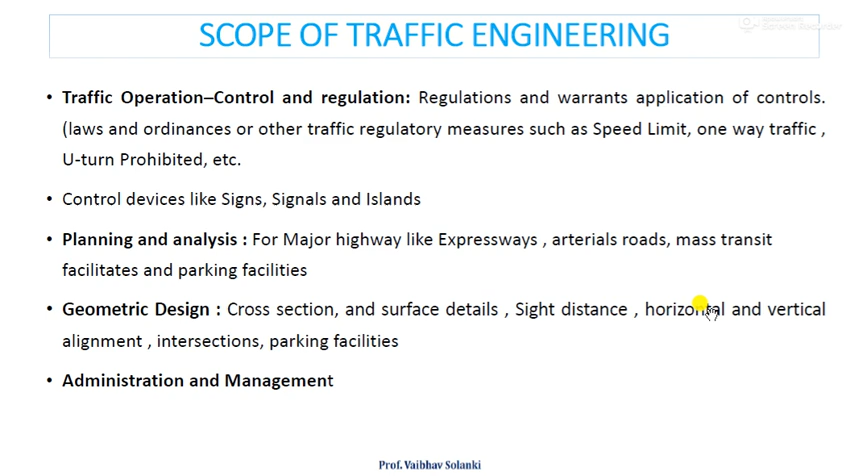 SCOPE OF TRAFFIC ENGINEERING
Screen Recorder
• Traffic Operation–Control and regulation: Regulations and warrants application of controls.
(laws and ordinances or other traffic regulatory measures such as Speed Limit, one way traffic ,
U-turn Prohibited, etc.
• Control devices like Signs, Signals and Islands
• Planning and analysis : For Major highway like Expressways , arterials roads, mass transit
facilitates and parking facilities
• Geometric Design : Cross section, and surface details , Sight distance , horizontal and vertical
alignment , intersections, parking facilities
• Administration and Management
Prof. Vaibhav Solanki